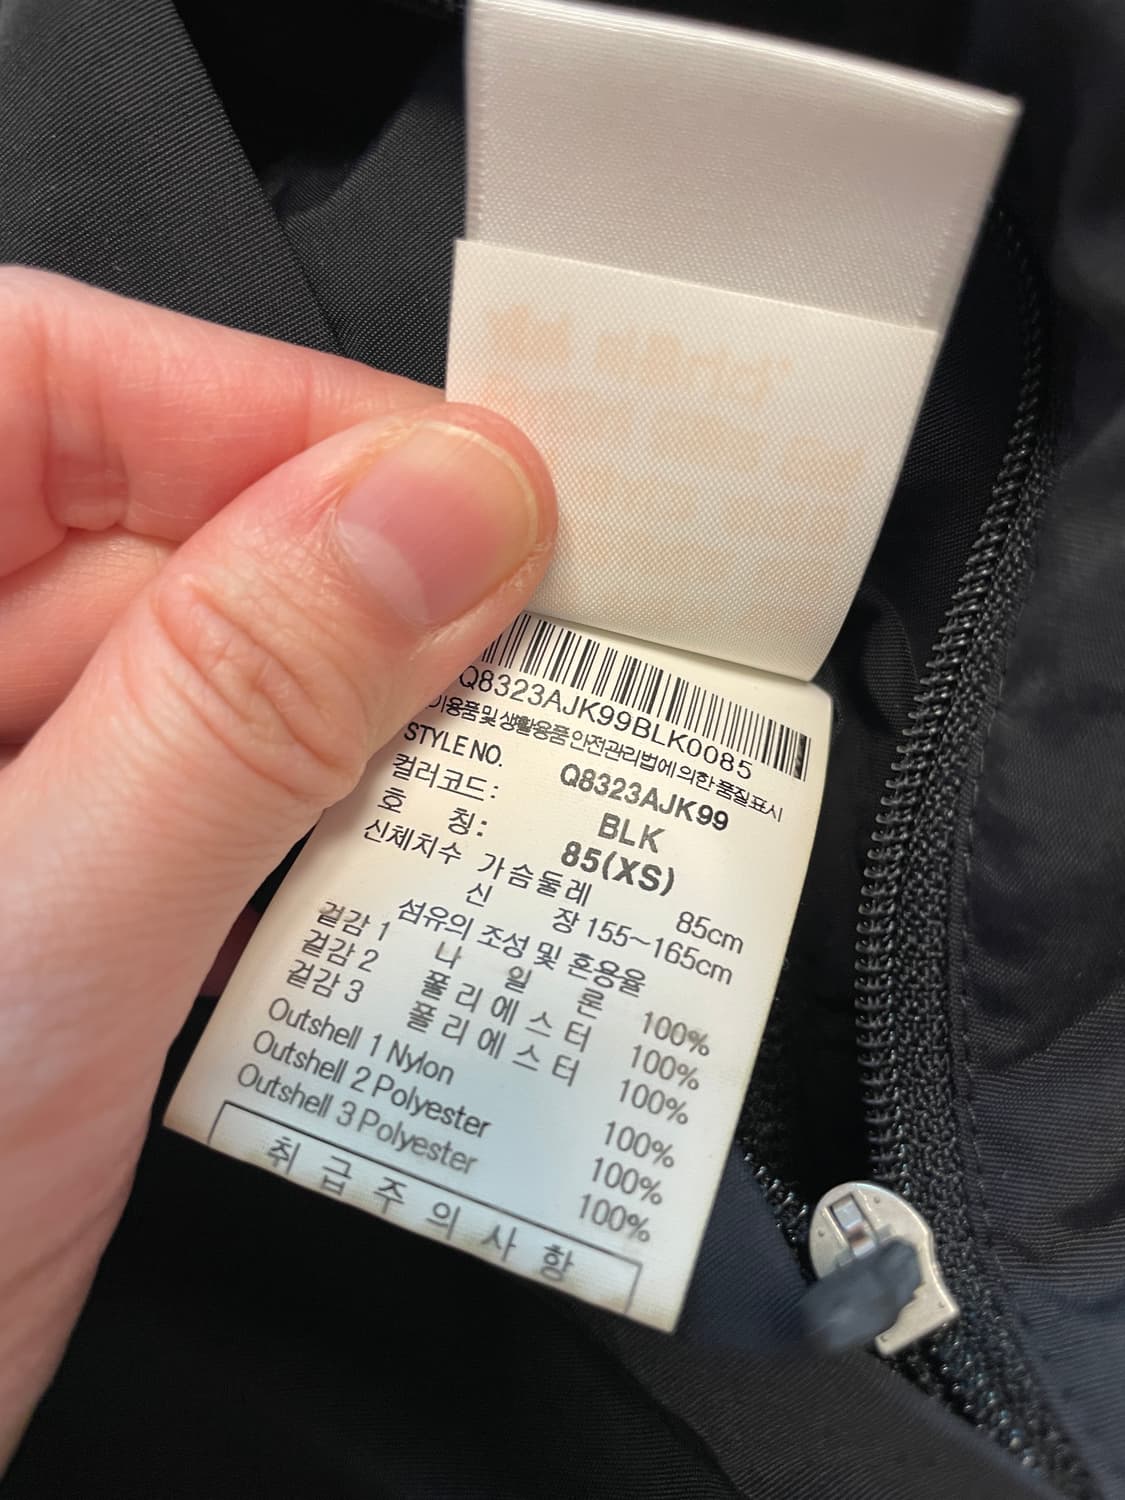 Q8323AJK99BLK0085
용품 및 생활용품 안전관리법에 의한 품질표시
STYLE NO. Q8323AJK99
컬러코드: BLK
호 칭: 85(XS)
신체치수 가슴둘레 85cm
신 장 155~165cm
섬유의 조성 및 혼용율
겉감 1 나 일 론 100%
겉감 2 폴 리 에 스 터 100%
겉감 3 폴 리 에 스 터 100%
Outshell 1 Nylon 100%
Outshell 2 Polyester 100%
Outshell 3 Polyester 100%
취 급 주 의 사 항